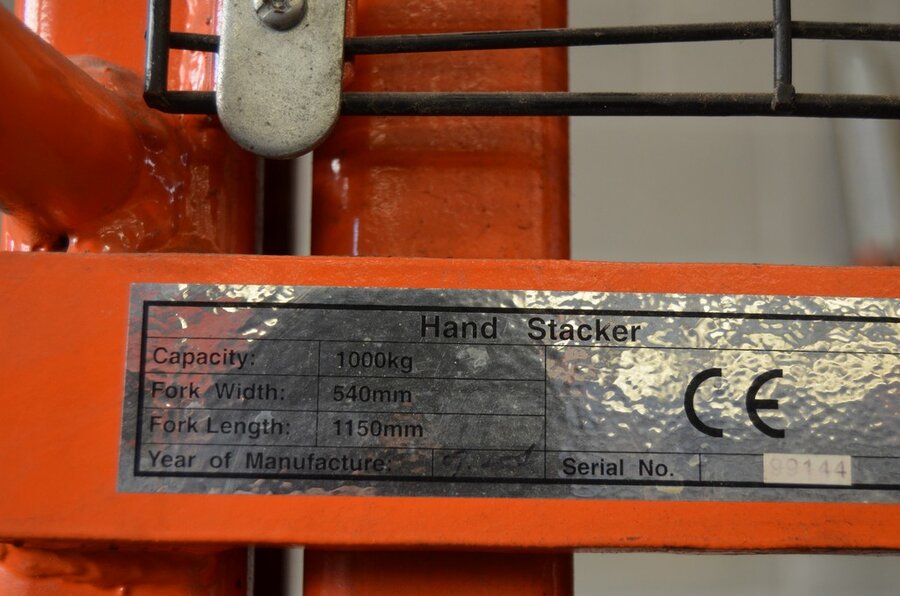 Hand Stacker
Capacity: 1000kg
Fork Width: 540mm
Fork Length: 1150mm
CE
Year of Manufacture: Serial No. 99144